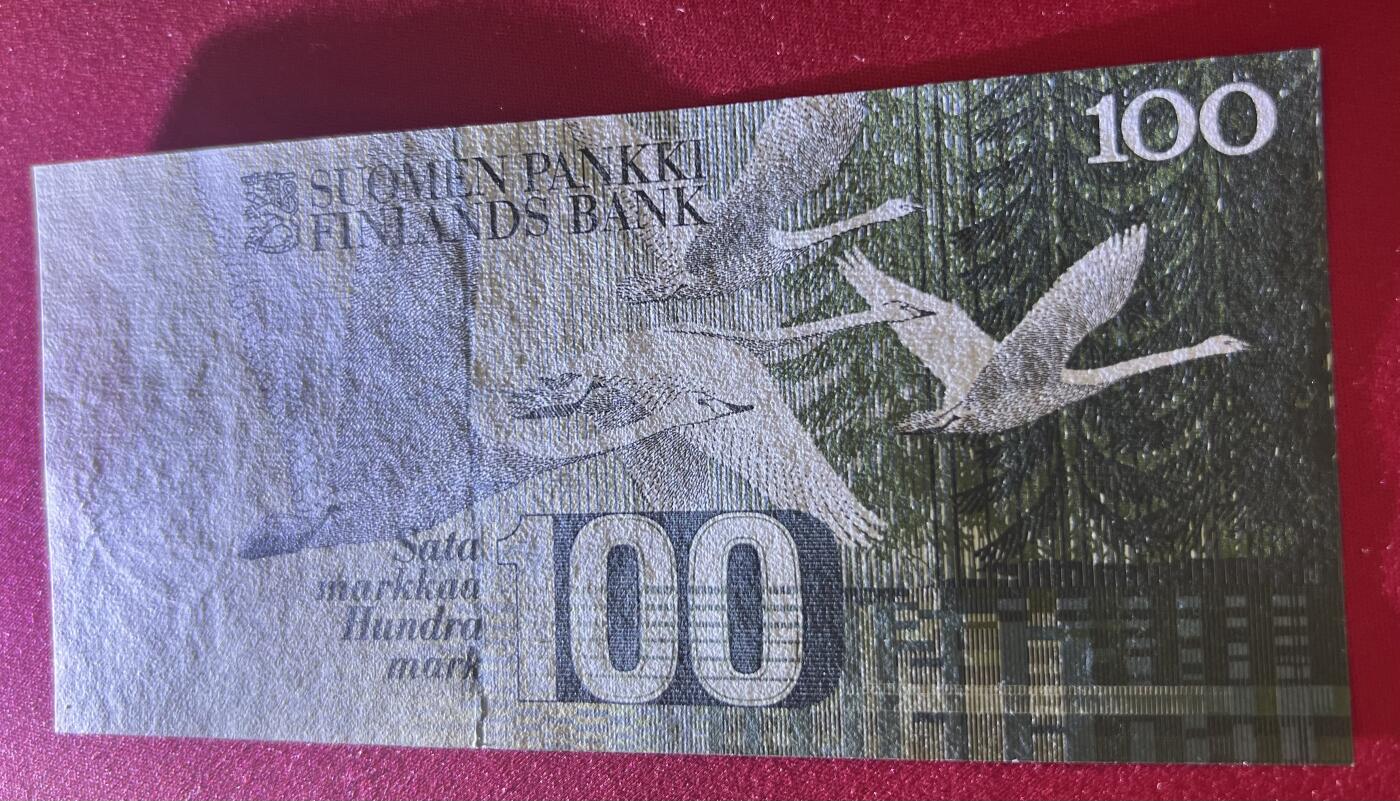 SUOMEN PANKKI
FINLANDS BANK
100
Sata
markkaa
Hundra
mark
100